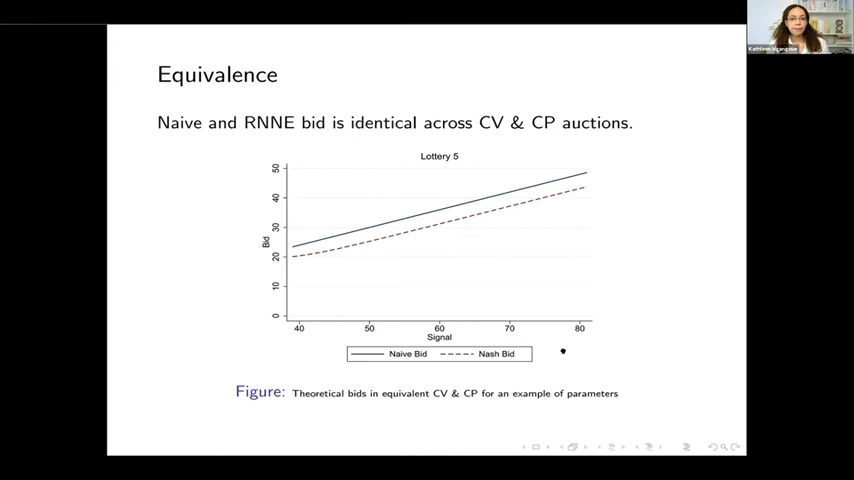 Kathleen Ngangoue
Equivalence
Naive and RNNE bid is identical across CV & CP auctions.
Lottery 5
50
40
30
20
10
0
Bid
40 50 60 70 80
Signal
Naive Bid Nash Bid
Figure: Theoretical bids in equivalent CV & CP for an example of parameters